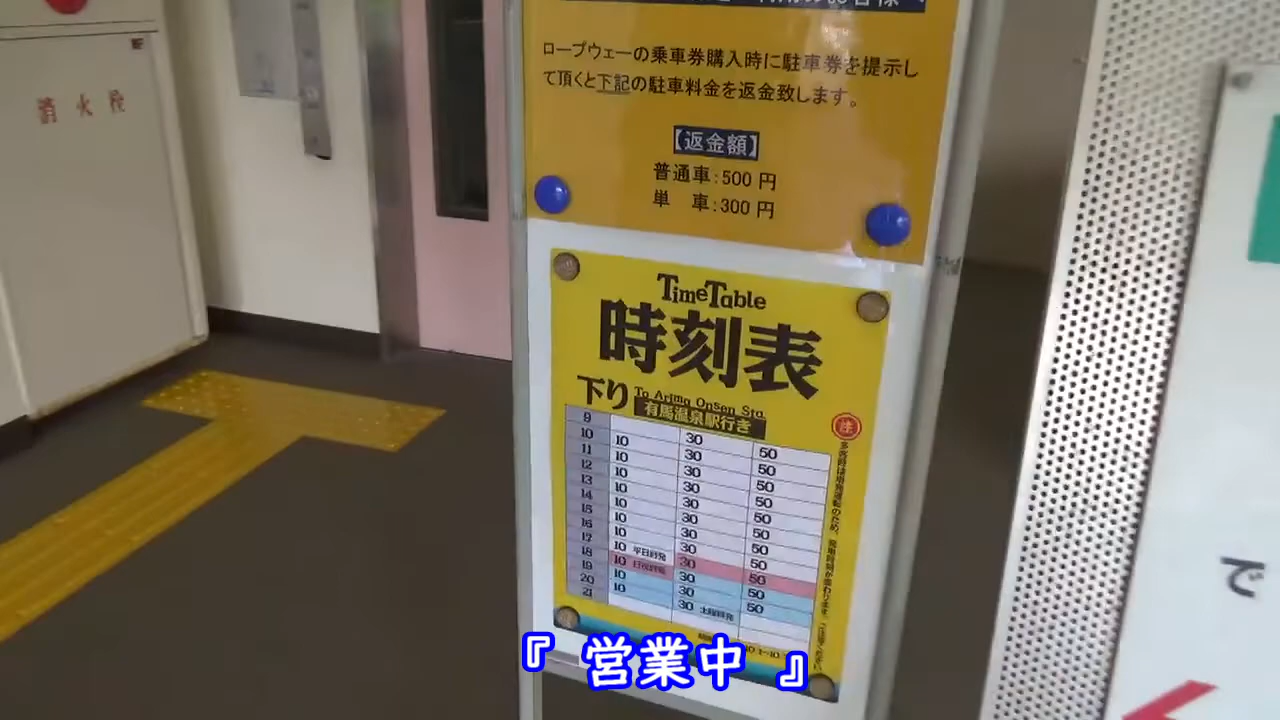 消火栓
ロープウェーの乗車券購入時に駐車券を提示し
て頂くと下記の駐車料金を返金致します。
【返金額】
普通車:500円
単 車:300円
TimeTable
時刻表
下り To Arima Onsen Sta.
有馬温泉駅行き
注
9
10 10 30
11 10 30 50
12 10 30 50
13 10 30 50
14 10 30 50
15 10 30 50
16 10 30 50
17 10 30 50
18 10 平日終発 30 50
19 10 30 50
20 10 30 50
21 30 50
で
『 営業中 』